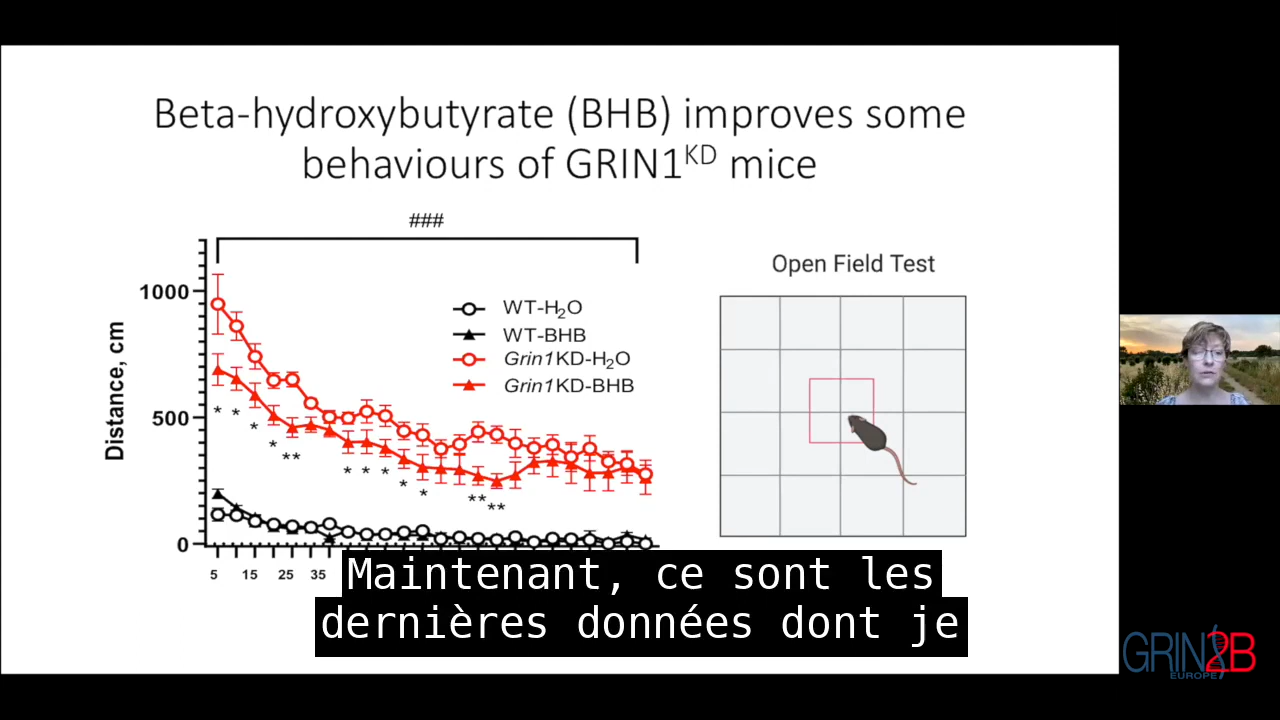 Beta-hydroxybutyrate (BHB) improves some
behaviours of GRIN1KD mice
###
1000
500
0
Distance, cm
WT-H2O
WT-BHB
Grin1KD-H2O
Grin1KD-BHB
* * * * ** * * * * * ** **
5 15 25 35
Open Field Test
Maintenant, ce sont les
dernières données dont je
GRIN2B
EUROPE